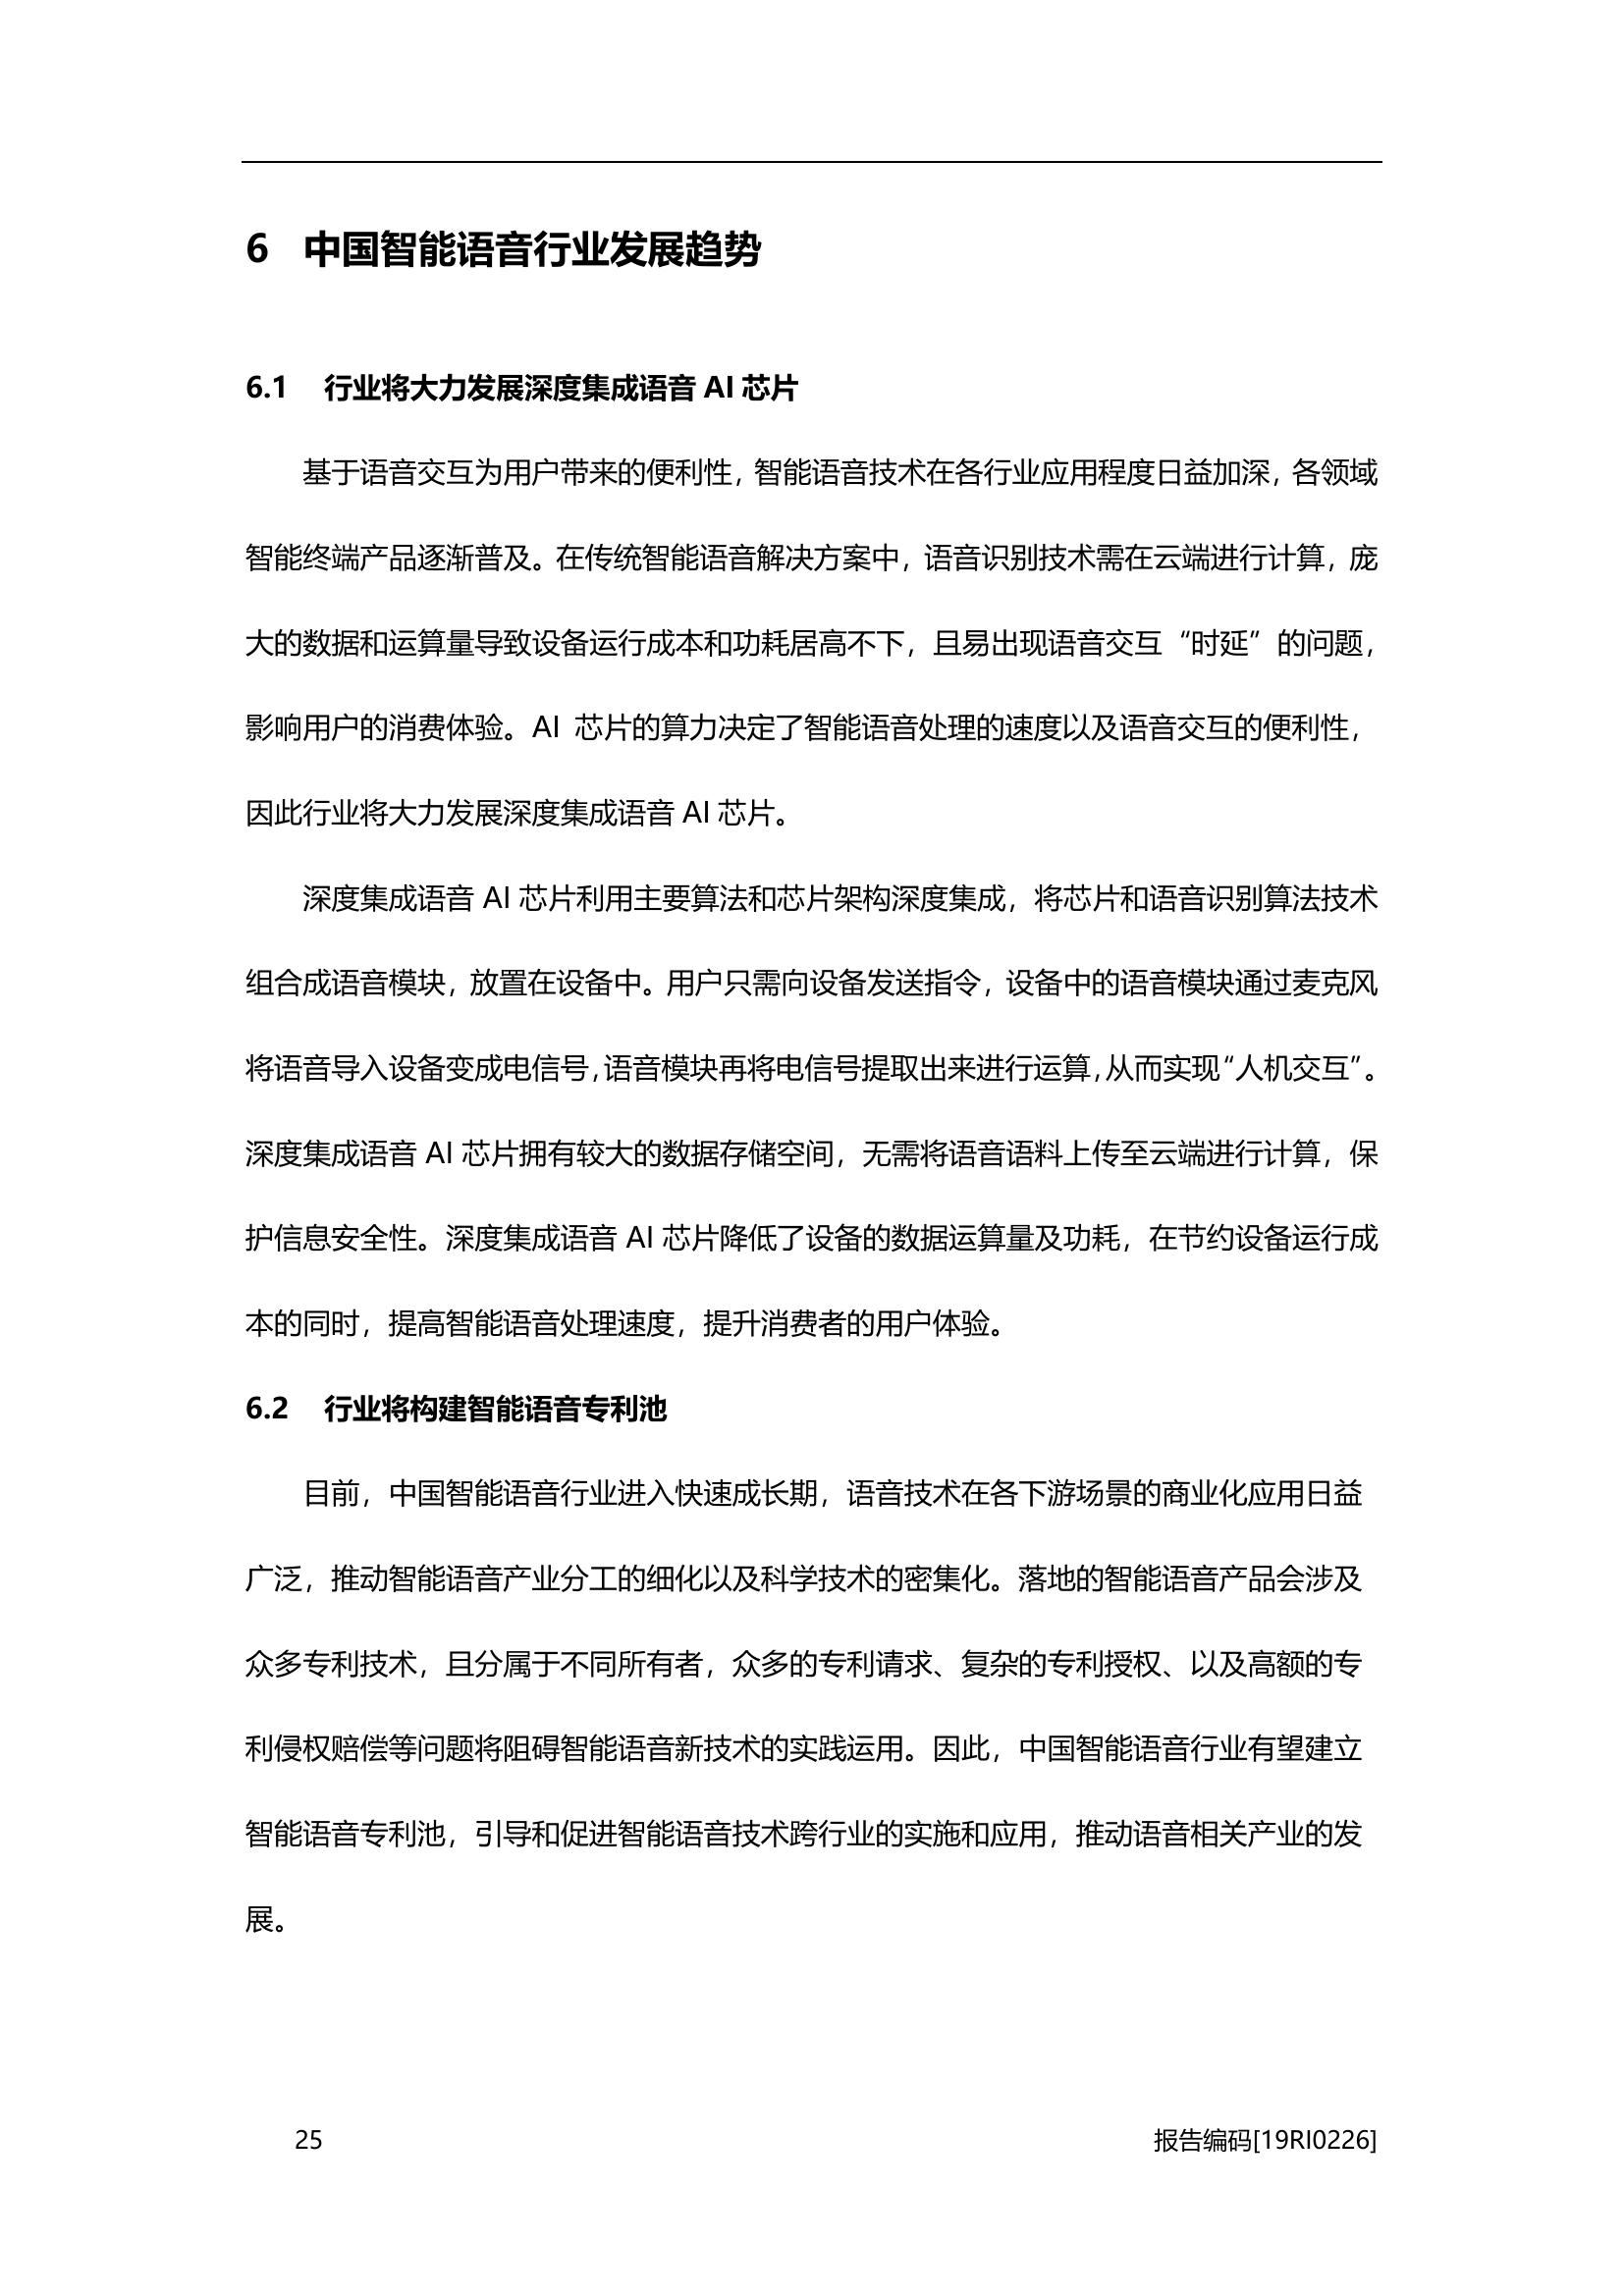 6 中国智能语音行业发展趋势
6.1 行业将大力发展深度集成语音 AI 芯片
基于语音交互为用户带来的便利性，智能语音技术在各行业应用程度日益加深，各领域
智能终端产品逐渐普及。在传统智能语音解决方案中，语音识别技术需在云端进行计算，庞
大的数据和运算量导致设备运行成本和功耗居高不下，且易出现语音交互“时延”的问题，
影响用户的消费体验。AI 芯片的算力决定了智能语音处理的速度以及语音交互的便利性，
因此行业将大力发展深度集成语音 AI 芯片。
深度集成语音 AI 芯片利用主要算法和芯片架构深度集成，将芯片和语音识别算法技术
组合成语音模块，放置在设备中。用户只需向设备发送指令，设备中的语音模块通过麦克风
将语音导入设备变成电信号，语音模块再将电信号提取出来进行运算，从而实现“人机交互”。
深度集成语音 AI 芯片拥有较大的数据存储空间，无需将语音语料上传至云端进行计算，保
护信息安全性。深度集成语音 AI 芯片降低了设备的数据运算量及功耗，在节约设备运行成
本的同时，提高智能语音处理速度，提升消费者的用户体验。
6.2 行业将构建智能语音专利池
目前，中国智能语音行业进入快速成长期，语音技术在各下游场景的商业化应用日益
广泛，推动智能语音产业分工的细化以及科学技术的密集化。落地的智能语音产品会涉及
众多专利技术，且分属于不同所有者，众多的专利请求、复杂的专利授权、以及高额的专
利侵权赔偿等问题将阻碍智能语音新技术的实践运用。因此，中国智能语音行业有望建立
智能语音专利池，引导和促进智能语音技术跨行业的实施和应用，推动语音相关产业的发
展。
25 报告编码[19RI0226]